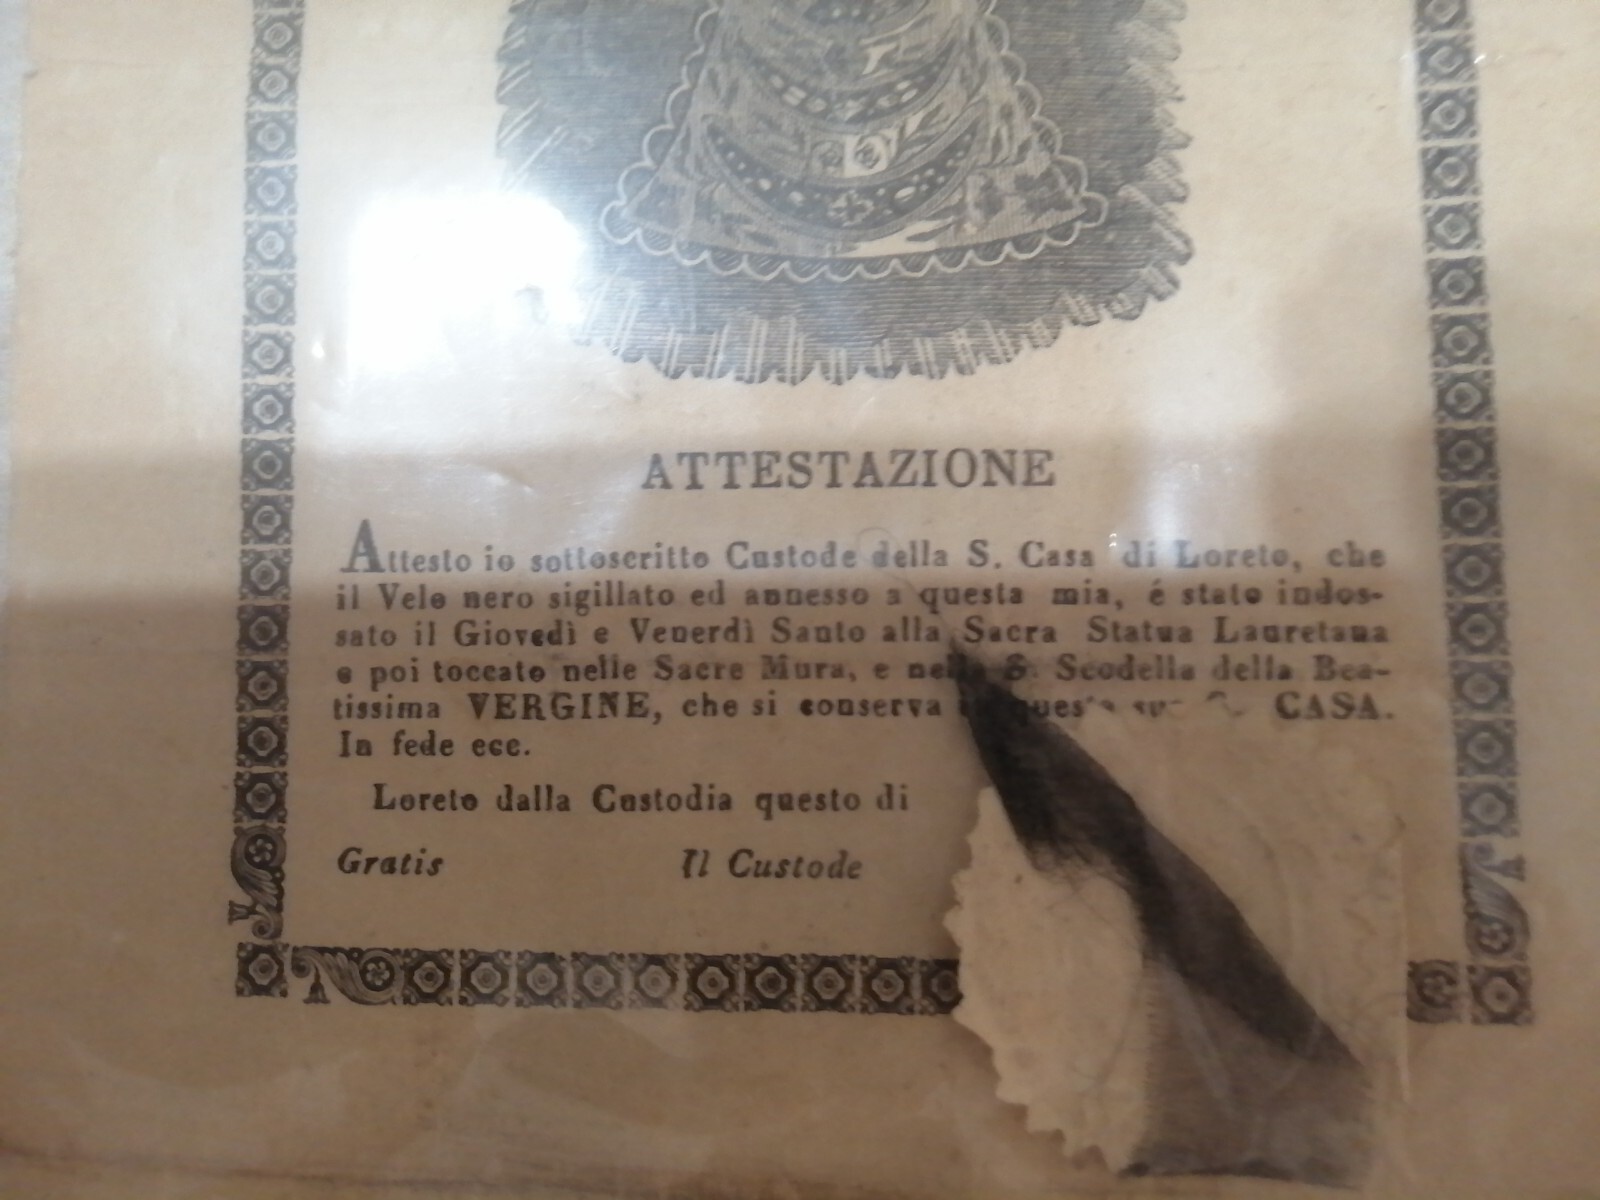 ATTESTAZIONE
Attesto io sottoscritto Custode della S. Casa di Loreto, che
il Velo nero sigillato ed annesso a questa mia, é stato indos-
sato il Giovedì e Venerdì Santo alla Sacra Statua Lauretana
e poi toccato nelle Sacre Mura, e nella S. Scodella della Bea-
tissima VERGINE, che si conserva questa CASA.
In fede ecc.
Loreto dalla Custodia questo di
Gratis Il Custode